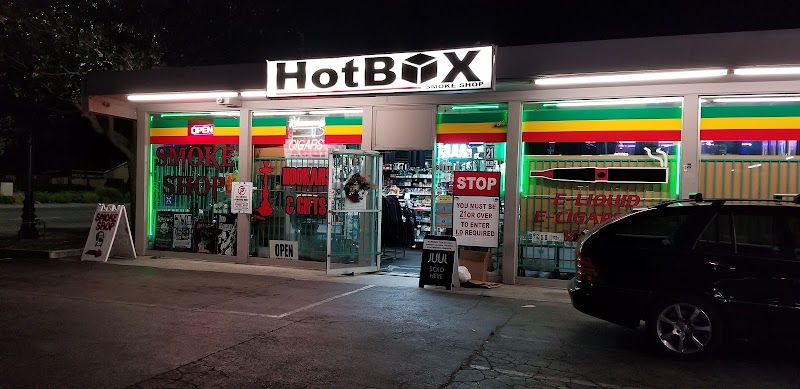 HotBOX
SMOKE SHOP
OPEN
CIGARS
JUUL
SMOKE
SHOP
HOOKAHS
& GIFTS
STOP
YOU MUST BE
21 OR OVER
TO ENTER
I.D REQUIRED
E-LIQUID
E-CIGARS
SMOKE
SHOP
OPEN
JUUL
SOLD
HERE